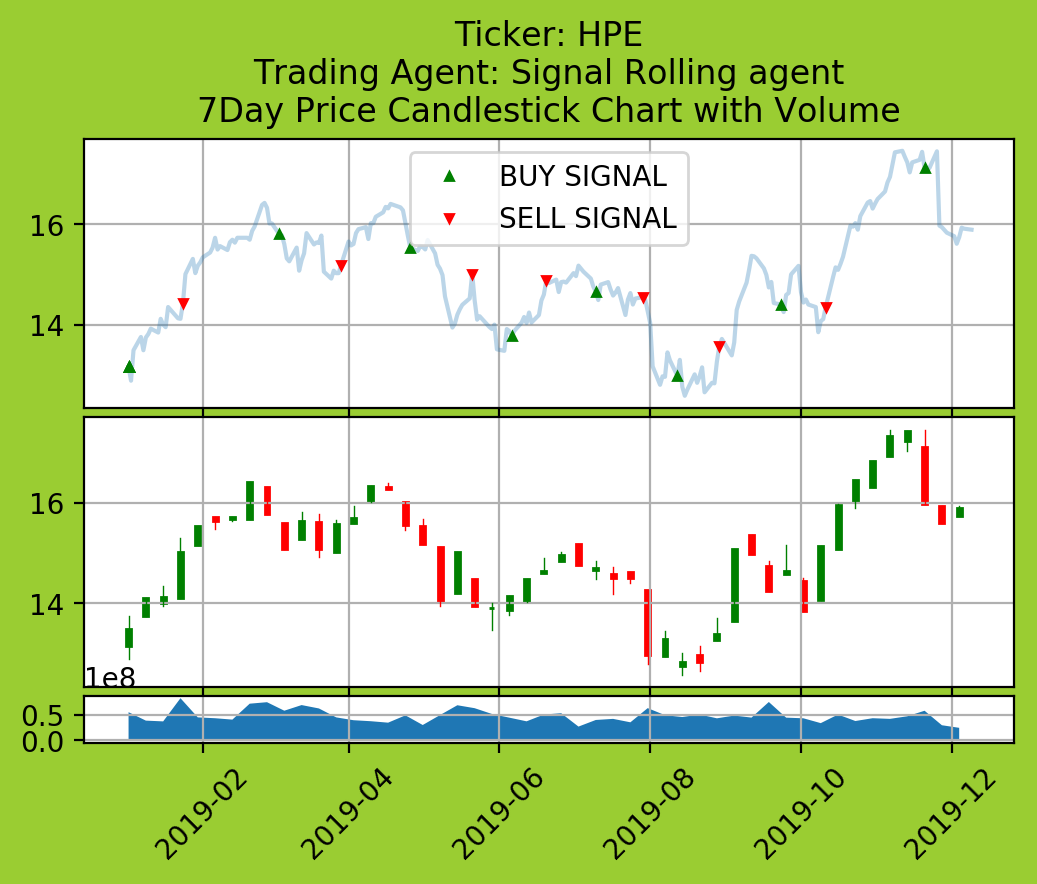 Ticker: HPE
Trading Agent: Signal Rolling agent
7Day Price Candlestick Chart with Volume
BUY SIGNAL
SELL SIGNAL
16
14
16
14
1e8
0.5
0.0
2019-02
2019-04
2019-06
2019-08
2019-10
2019-12